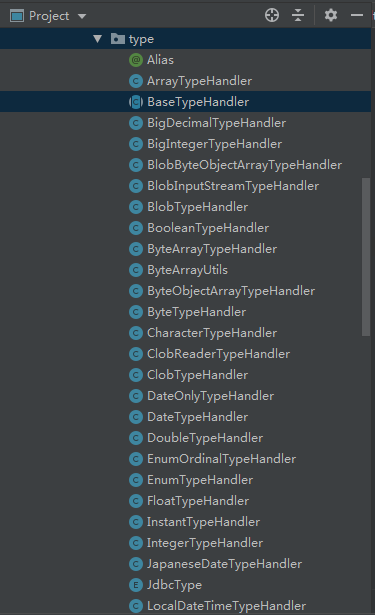 Project
type
Alias
ArrayTypeHandler
BaseTypeHandler
BigDecimalTypeHandler
BigIntegerTypeHandler
BlobByteObjectArrayTypeHandler
BlobInputStreamTypeHandler
BlobTypeHandler
BooleanTypeHandler
ByteArrayTypeHandler
ByteArrayUtils
ByteObjectArrayTypeHandler
ByteTypeHandler
CharacterTypeHandler
ClobReaderTypeHandler
ClobTypeHandler
DateOnlyTypeHandler
DateTypeHandler
DoubleTypeHandler
EnumOrdinalTypeHandler
EnumTypeHandler
FloatTypeHandler
InstantTypeHandler
IntegerTypeHandler
JapaneseDateTypeHandler
JdbcType
LocalDateTimeTypeHandler